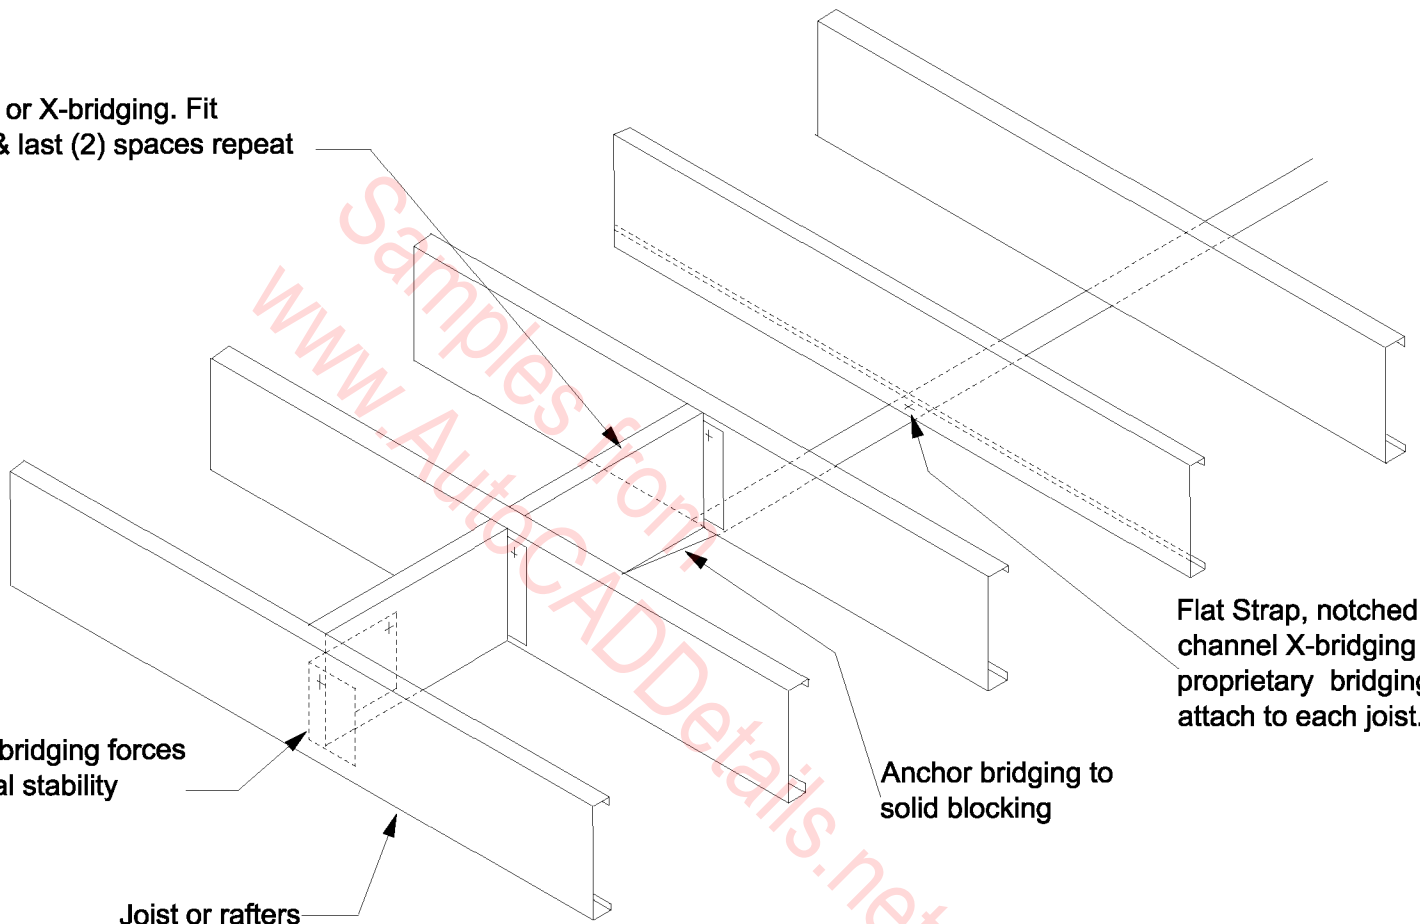 or X-bridging. Fit
& last (2) spaces repeat
Samples from
www.AutoCADDetails.net
Flat Strap, notched
channel X-bridging
proprietary bridging
attach to each joist.
bridging forces
al stability
Anchor bridging to
solid blocking
Joist or rafters